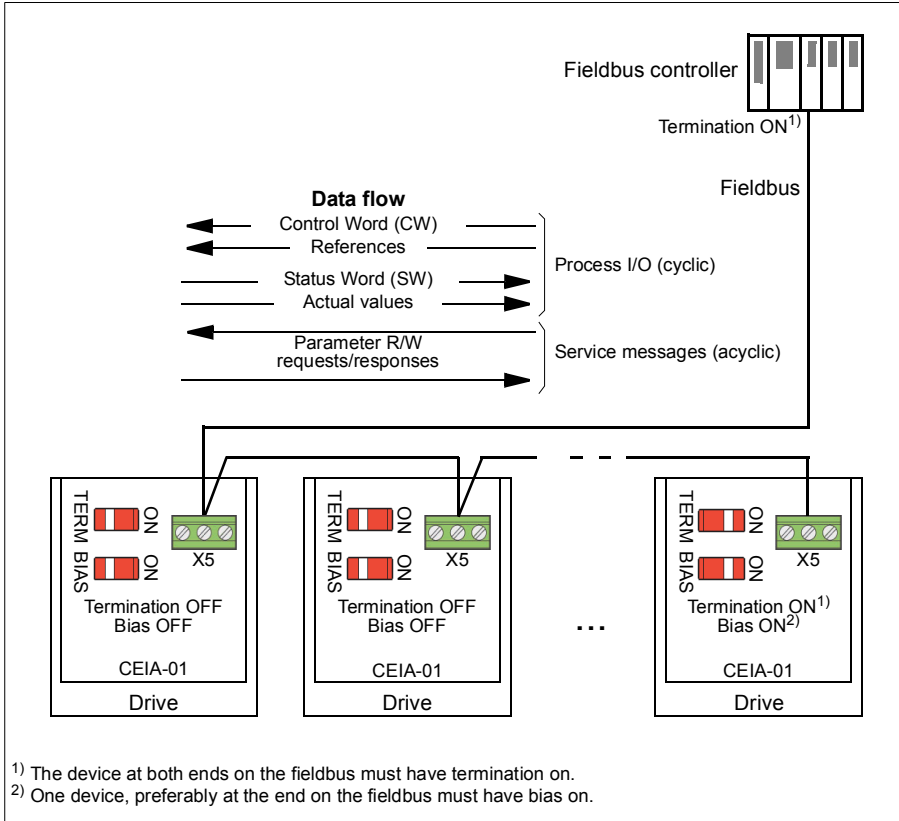 Fieldbus controller
Termination ON1)
Fieldbus
Data flow
Control Word (CW)
References
Status Word (SW)
Actual values
Process I/O (cyclic)
Parameter R/W
requests/responses
Service messages (acyclic)
TERM
ON
BIAS
ON
X5
Termination OFF
Bias OFF
CEIA-01
Drive
TERM
ON
BIAS
ON
X5
Termination OFF
Bias OFF
CEIA-01
Drive
...
TERM
ON
BIAS
ON
X5
Termination ON1)
Bias ON2)
CEIA-01
Drive
1) The device at both ends on the fieldbus must have termination on.
2) One device, preferably at the end on the fieldbus must have bias on.